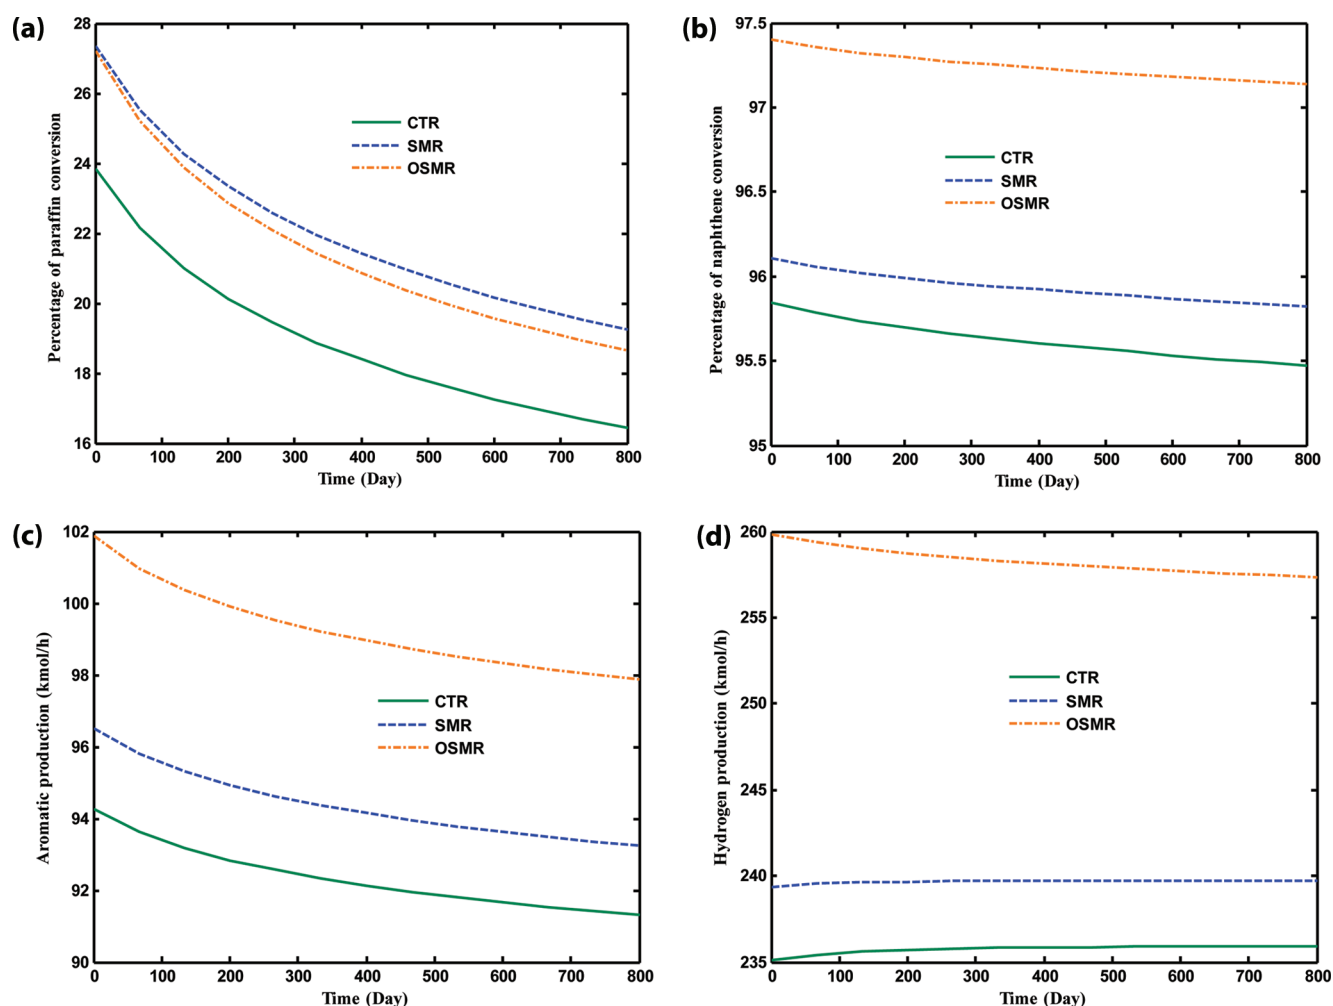 (a)
28
26
24
22
20
18
16
Percentage of paraffin conversion
CTR
SMR
OSMR
0 100 200 300 400 500 600 700 800
Time (Day)
(b)
97.5
97
96.5
96
95.5
95
Percentage of naphthene conversion
CTR
SMR
OSMR
0 100 200 300 400 500 600 700 800
Time (Day)
(c)
102
100
98
96
94
92
90
Aromatic production (kmol/h)
CTR
SMR
OSMR
0 100 200 300 400 500 600 700 800
Time (Day)
(d)
260
255
250
245
240
235
Hydrogen production (kmol/h)
CTR
SMR
OSMR
0 100 200 300 400 500 600 700 800
Time (Day)